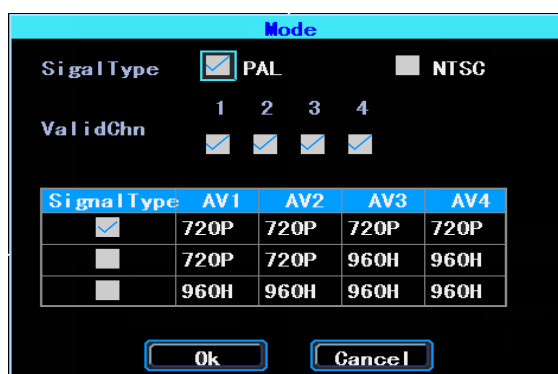 Mode
SigalType PAL NTSC
1 2 3 4
ValidChn
SignalType AV1 AV2 AV3 AV4
720P 720P 720P 720P
720P 720P 960H 960H
960H 960H 960H 960H
Ok Cancel